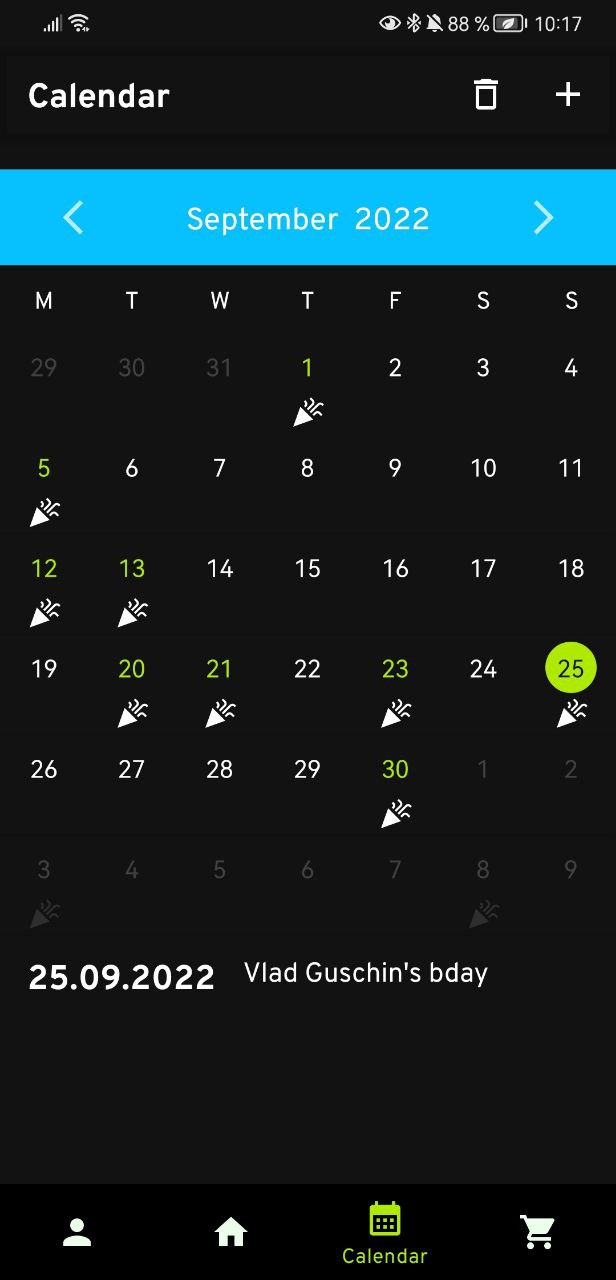 88 % 10:17
Calendar
September 2022
M T W T F S S
29 30 31 1 2 3 4
5 6 7 8 9 10 11
12 13 14 15 16 17 18
19 20 21 22 23 24 25
26 27 28 29 30 1 2
3 4 5 6 7 8 9
25.09.2022 Vlad Guschin's bday
Calendar